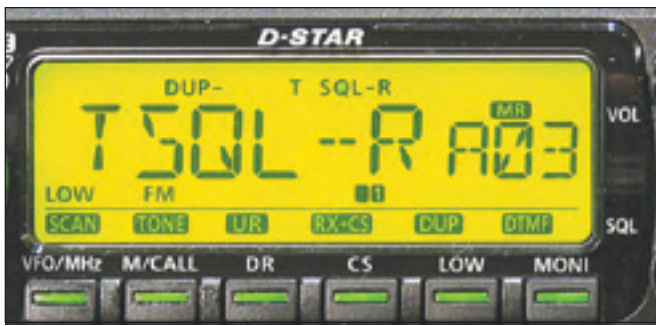 D-STAR
DUP- T SQL-R
TSQL--R MR A03
VOL
LOW FM 1
SCAN TONE UR RX→CS DUP DTMF
SQL
VFO/MHz M/CALL DR CS LOW MONI